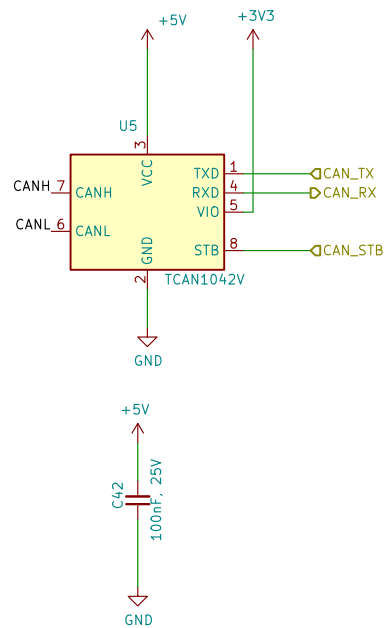 +5V
+3V3
U5
3
VCC
TXD 1 CAN_TX
CANH 7 CANH
RXD 4 CAN_RX
VIO 5
CANL 6 CANL
GND
STB 8 CAN_STB
2
TCAN1042V
GND
+5V
C42
100nF, 25V
GND